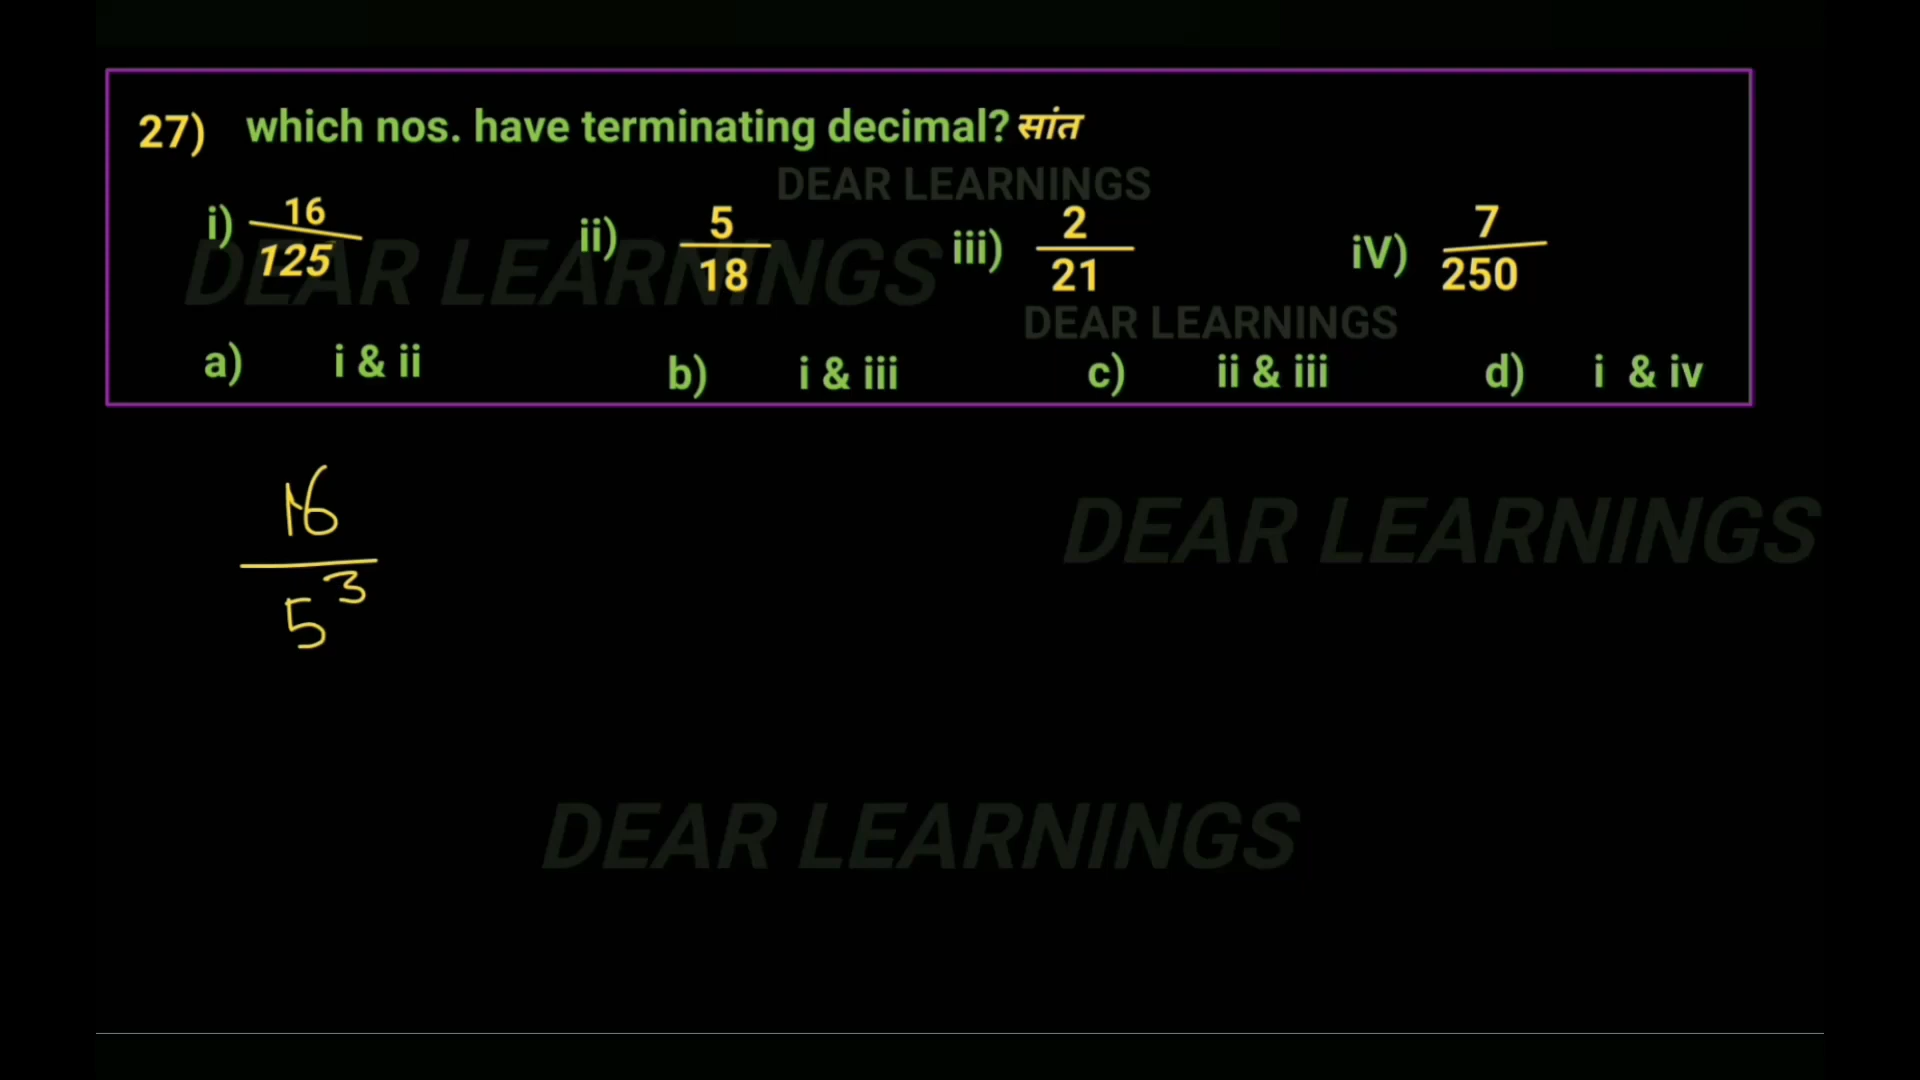 27) which nos. have terminating decimal? सांत
DEAR LEARNINGS
i) 16/125 ii) 5/18 iii) 2/21 iV) 7/250
DEAR LEARNINGS
DEAR LEARNINGS
a) i & ii b) i & iii c) ii & iii d) i & iv
16
5³
DEAR LEARNINGS
DEAR LEARNINGS